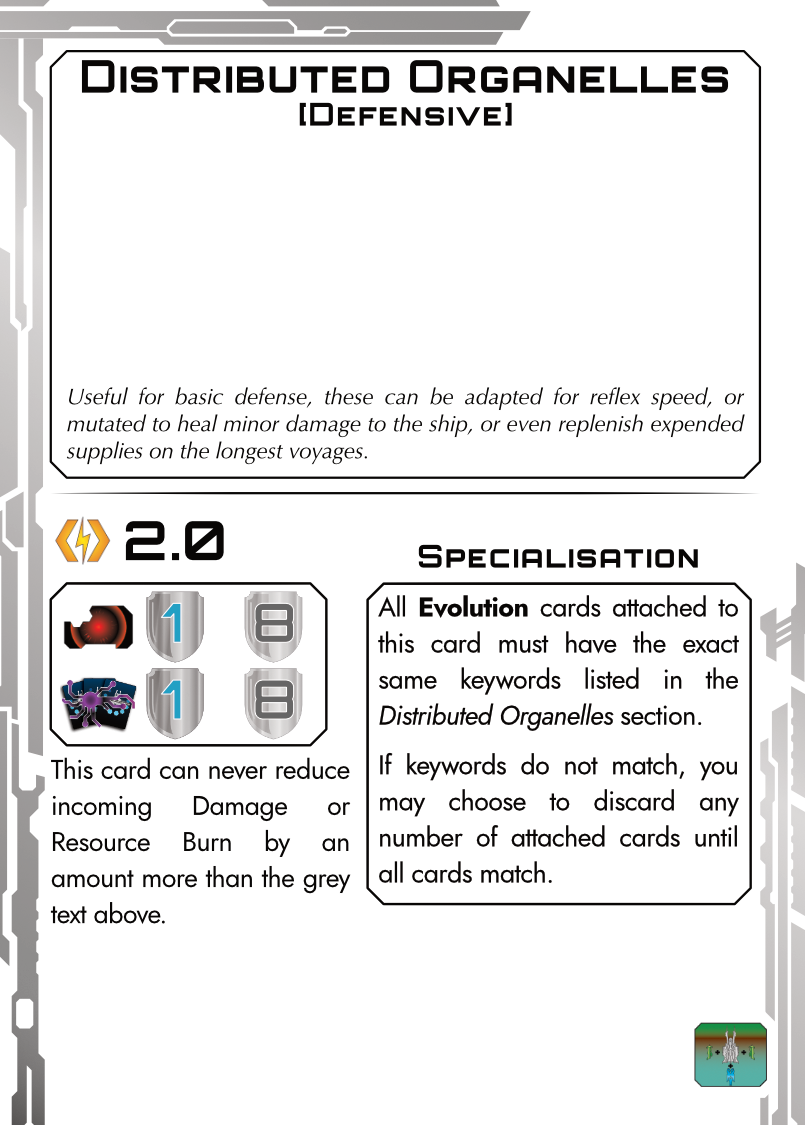 Distributed Organelles
[Defensive]
Useful for basic defense, these can be adapted for reflex speed, or
mutated to heal minor damage to the ship, or even replenish expended
supplies on the longest voyages.
2.0
1 8
1 8
This card can never reduce
incoming Damage or
Resource Burn by an
amount more than the grey
text above.
Specialisation
All Evolution cards attached to
this card must have the exact
same keywords listed in the
Distributed Organelles section.
If keywords do not match, you
may choose to discard any
number of attached cards until
all cards match.